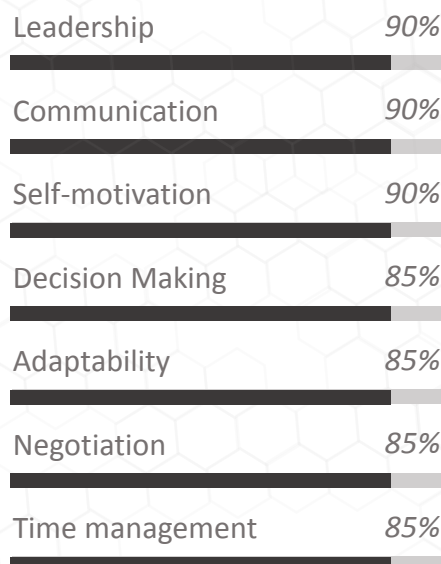 Leadership 90%
Communication 90%
Self-motivation 90%
Decision Making 85%
Adaptability 85%
Negotiation 85%
Time management 85%